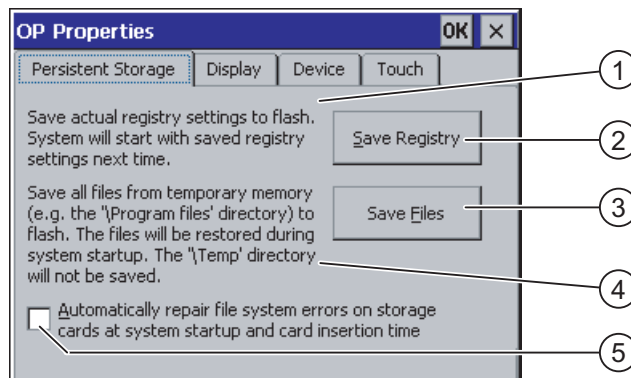 OP Properties
OK ×
Persistent Storage Display Device Touch
Save actual registry settings to flash.
System will start with saved registry
settings next time.
Save Registry
Save all files from temporary memory
(e.g. the '\Program files' directory) to
flash. The files will be restored during
system startup. The '\Temp' directory
will not be saved.
Save Files
Automatically repair file system errors on storage
cards at system startup and card insertion time
1
2
3
4
5